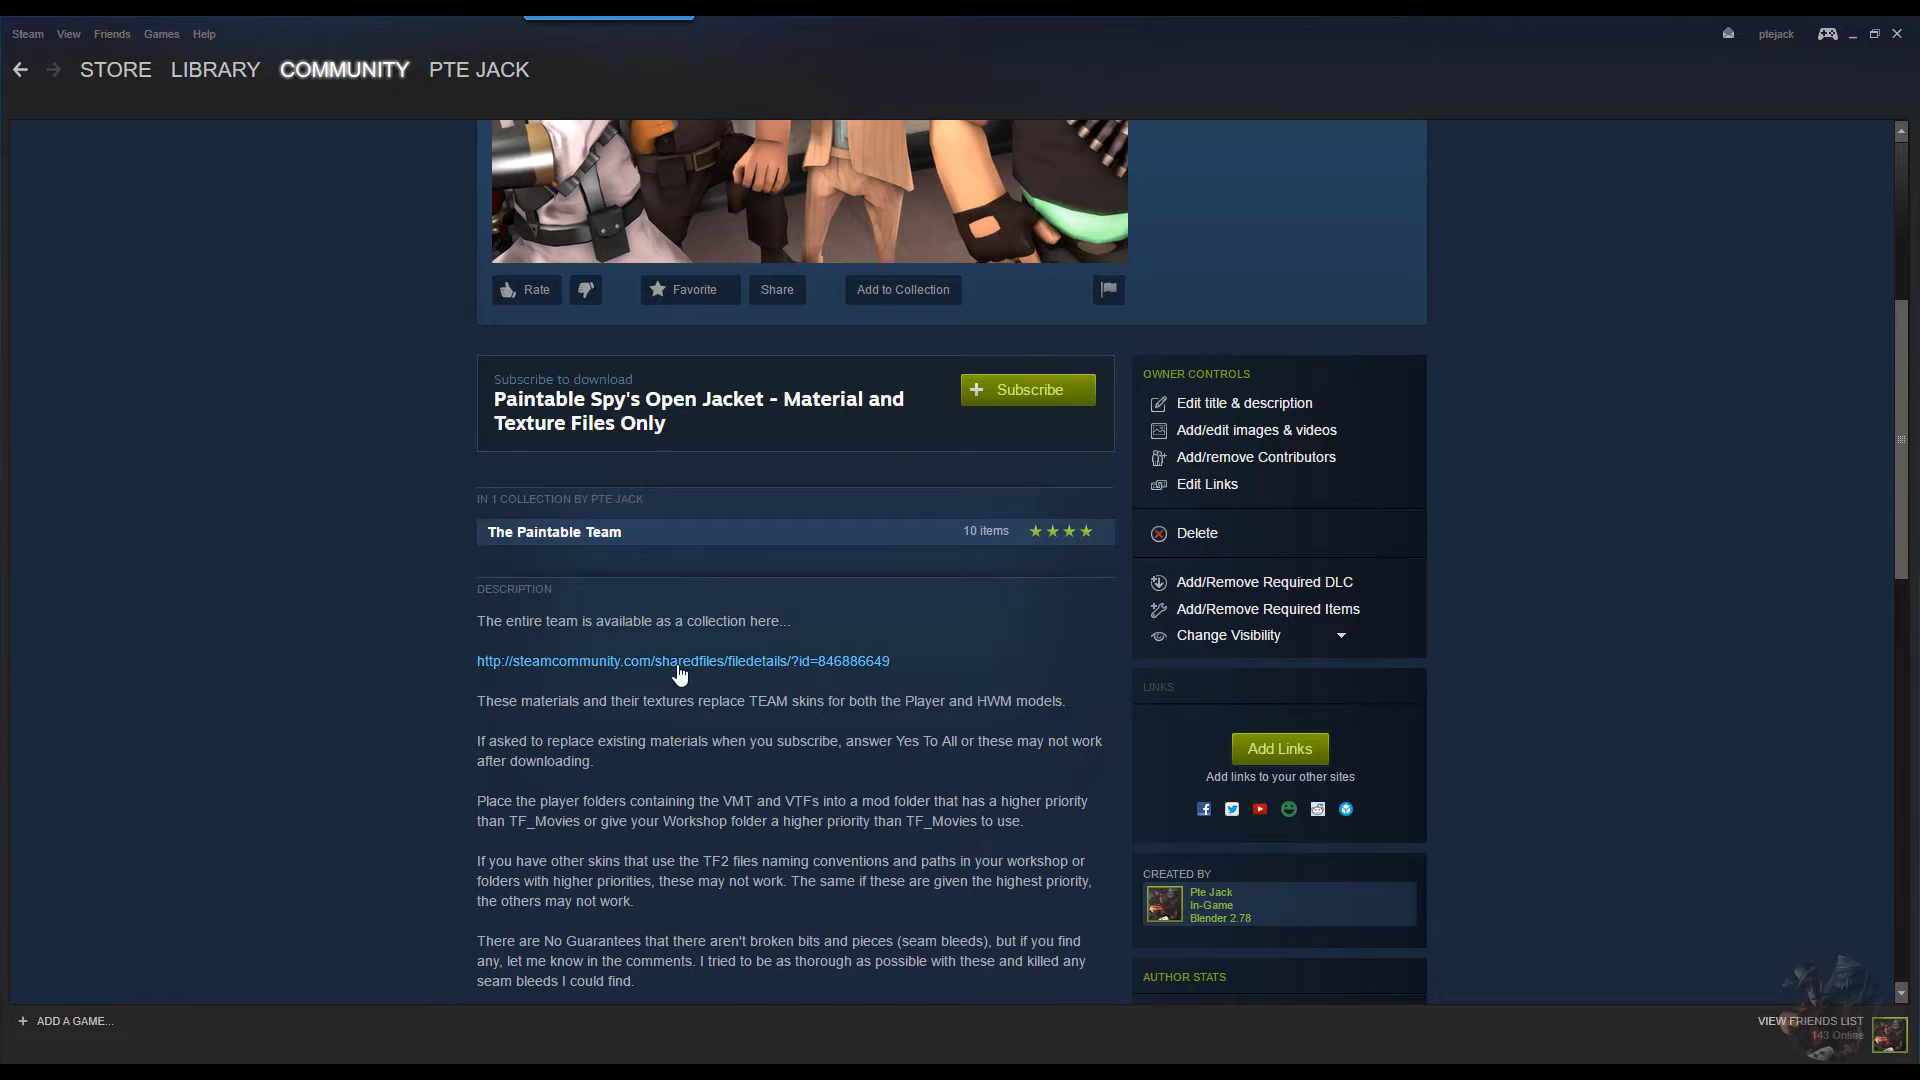 Steam View Friends Games Help
ptejack
STORE LIBRARY COMMUNITY PTE JACK
Rate
Favorite
Share
Add to Collection
Subscribe to download
Paintable Spy's Open Jacket - Material and
Texture Files Only
Subscribe
IN 1 COLLECTION BY PTE JACK
The Paintable Team
10 items
DESCRIPTION
The entire team is available as a collection here...
http://steamcommunity.com/sharedfiles/filedetails/?id=846886649
These materials and their textures replace TEAM skins for both the Player and HWM models.
If asked to replace existing materials when you subscribe, answer Yes To All or these may not work
after downloading.
Place the player folders containing the VMT and VTFs into a mod folder that has a higher priority
than TF_Movies or give your Workshop folder a higher priority than TF_Movies to use.
If you have other skins that use the TF2 files naming conventions and paths in your workshop or
folders with higher priorities, these may not work. The same if these are given the highest priority,
the others may not work.
There are No Guarantees that there aren't broken bits and pieces (seam bleeds), but if you find
any, let me know in the comments. I tried to be as thorough as possible with these and killed any
seam bleeds I could find.
OWNER CONTROLS
Edit title & description
Add/edit images & videos
Add/remove Contributors
Edit Links
Delete
Add/Remove Required DLC
Add/Remove Required Items
Change Visibility
LINKS
Add Links
Add links to your other sites
CREATED BY
Pte Jack
In-Game
Blender 2.78
AUTHOR STATS
ADD A GAME...
VIEW FRIENDS LIST
143 Online